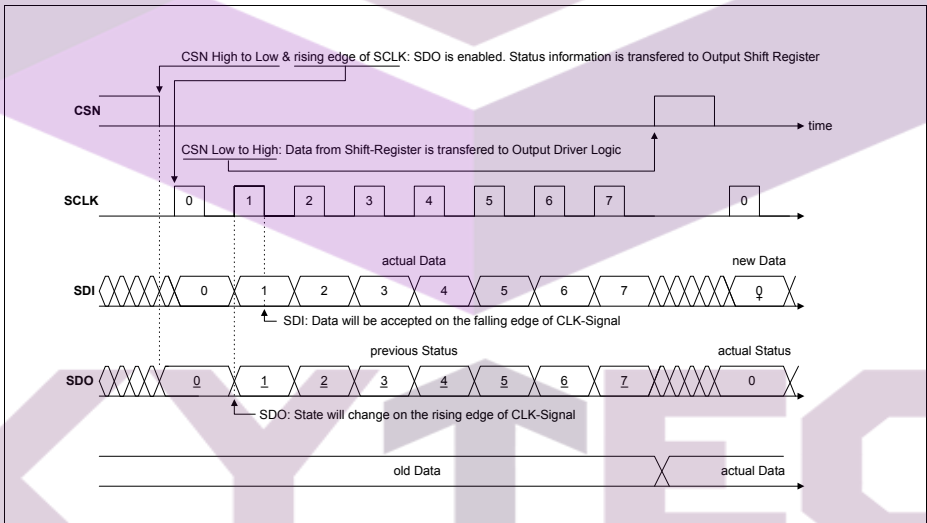 CSN High to Low & rising edge of SCLK: SDO is enabled. Status information is transfered to Output Shift Register
CSN
time
CSN Low to High: Data from Shift-Register is transfered to Output Driver Logic
SCLK
0 1 2 3 4 5 6 7 0
actual Data new Data
SDI
0 1 2 3 4 5 6 7 0
SDI: Data will be accepted on the falling edge of CLK-Signal
previous Status actual Status
SDO
0 1 2 3 4 5 6 7 0
SDO: State will change on the rising edge of CLK-Signal
old Data actual Data
KYTEC